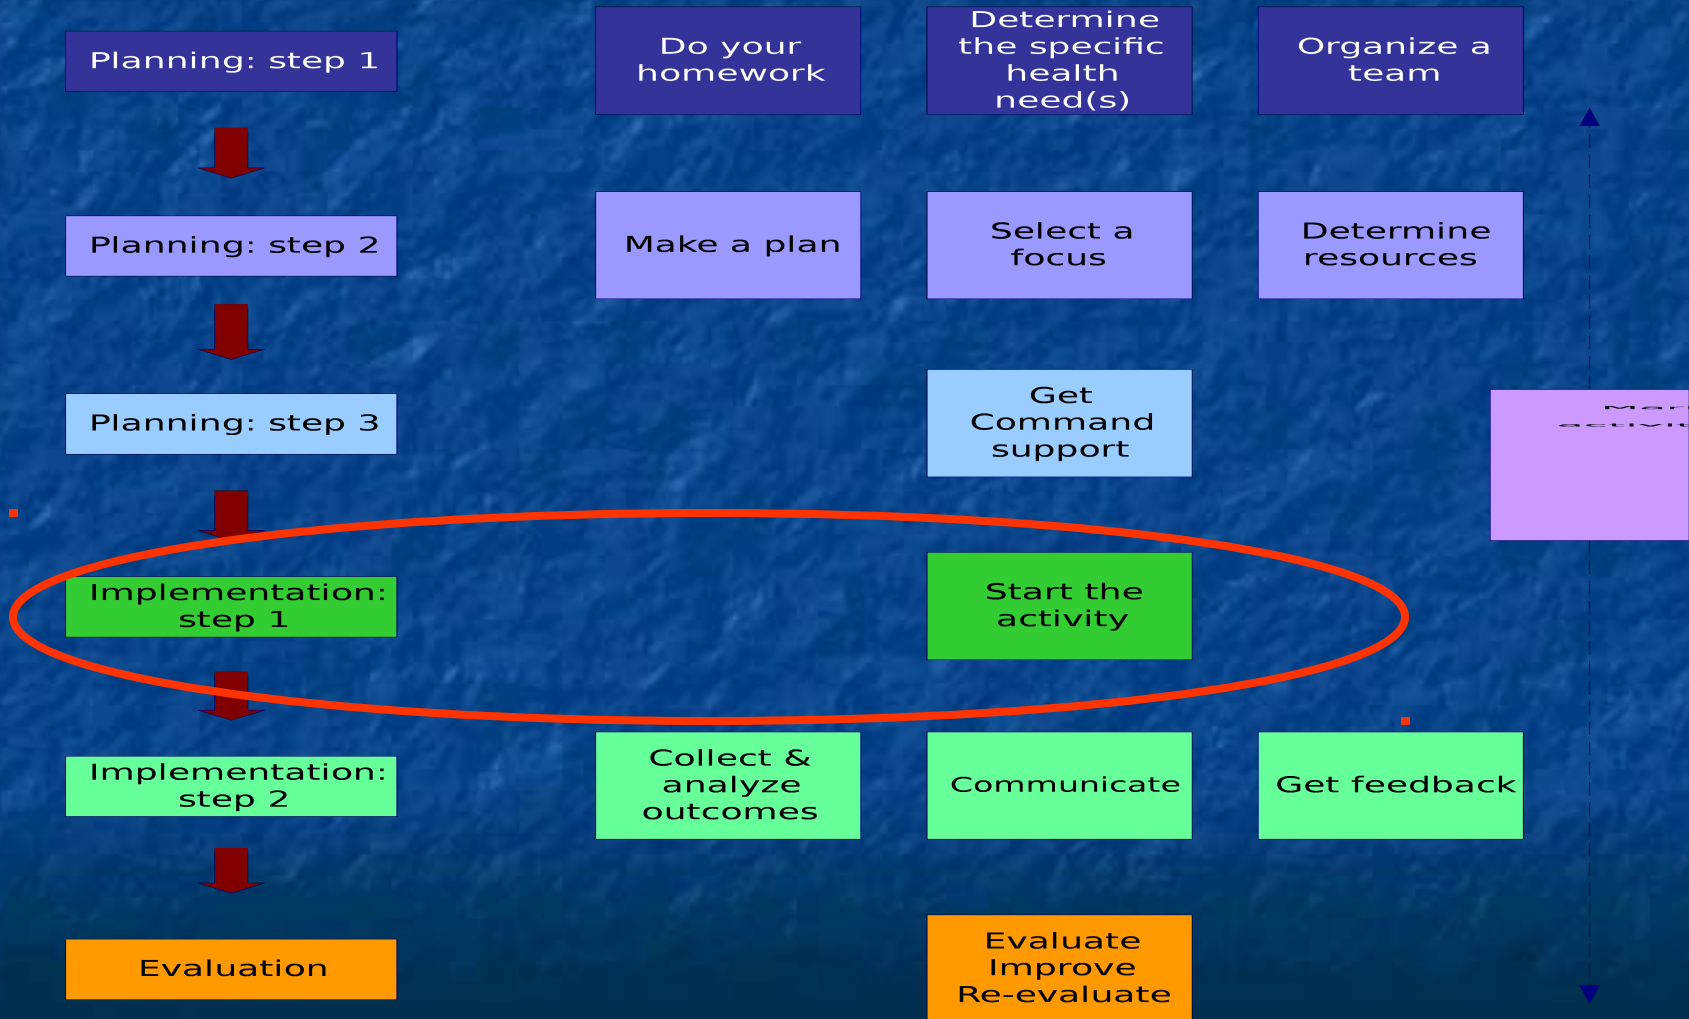 Planning: step 1
Do your
homework
Determine
the specific
health
need(s)
Organize a
team
Planning: step 2
Make a plan
Select a
focus
Determine
resources
Planning: step 3
Get
Command
support
Implementation:
step 1
Start the
activity
Implementation:
step 2
Collect &
analyze
outcomes
Communicate
Get feedback
Evaluation
Evaluate
Improve
Re-evaluate